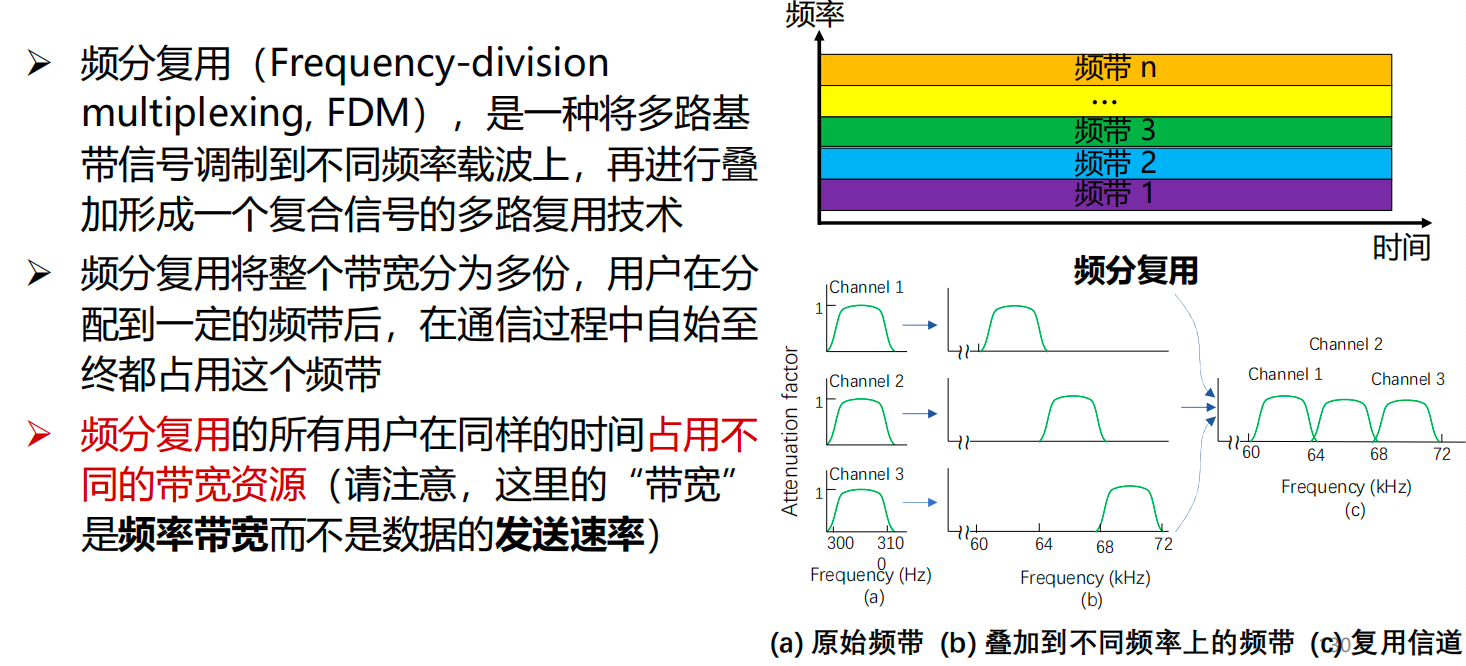 频分复用（Frequency-division
multiplexing, FDM），是一种将多路基
带信号调制到不同频率载波上，再进行叠
加形成一个复合信号的多路复用技术
频分复用将整个带宽分为多份，用户在分
配到一定的频带后，在通信过程中自始至
终都占用这个频带
频分复用的所有用户在同样的时间占用不
同的带宽资源（请注意，这里的“带宽”
是频率带宽而不是数据的发送速率）
频率
频带 n
...
频带 3
频带 2
频带 1
时间
频分复用
Channel 1
1
Channel 2
1
Channel 3
1
Attenuation factor
300
310
0
Frequency (Hz)
(a)
60
64
68
72
Frequency (kHz)
(b)
Channel 2
Channel 1
Channel 3
60
64
68
72
Frequency (kHz)
(c)
(a) 原始频带 (b) 叠加到不同频率上的频带 (c) 复用信道